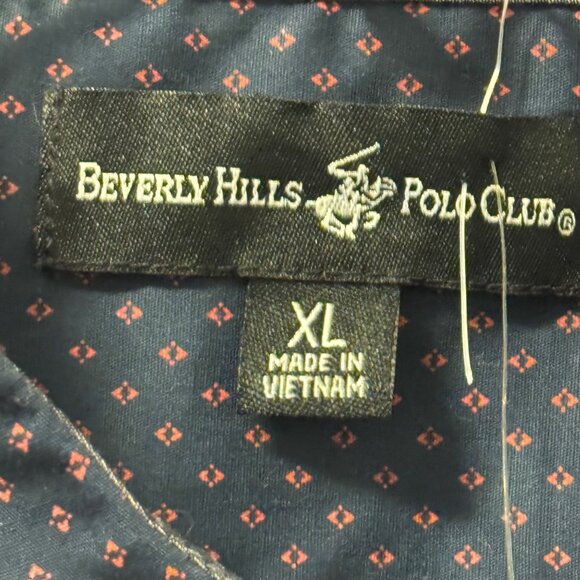 BEVERLY HILLS POLO CLUB®
XL
MADE IN
VIETNAM